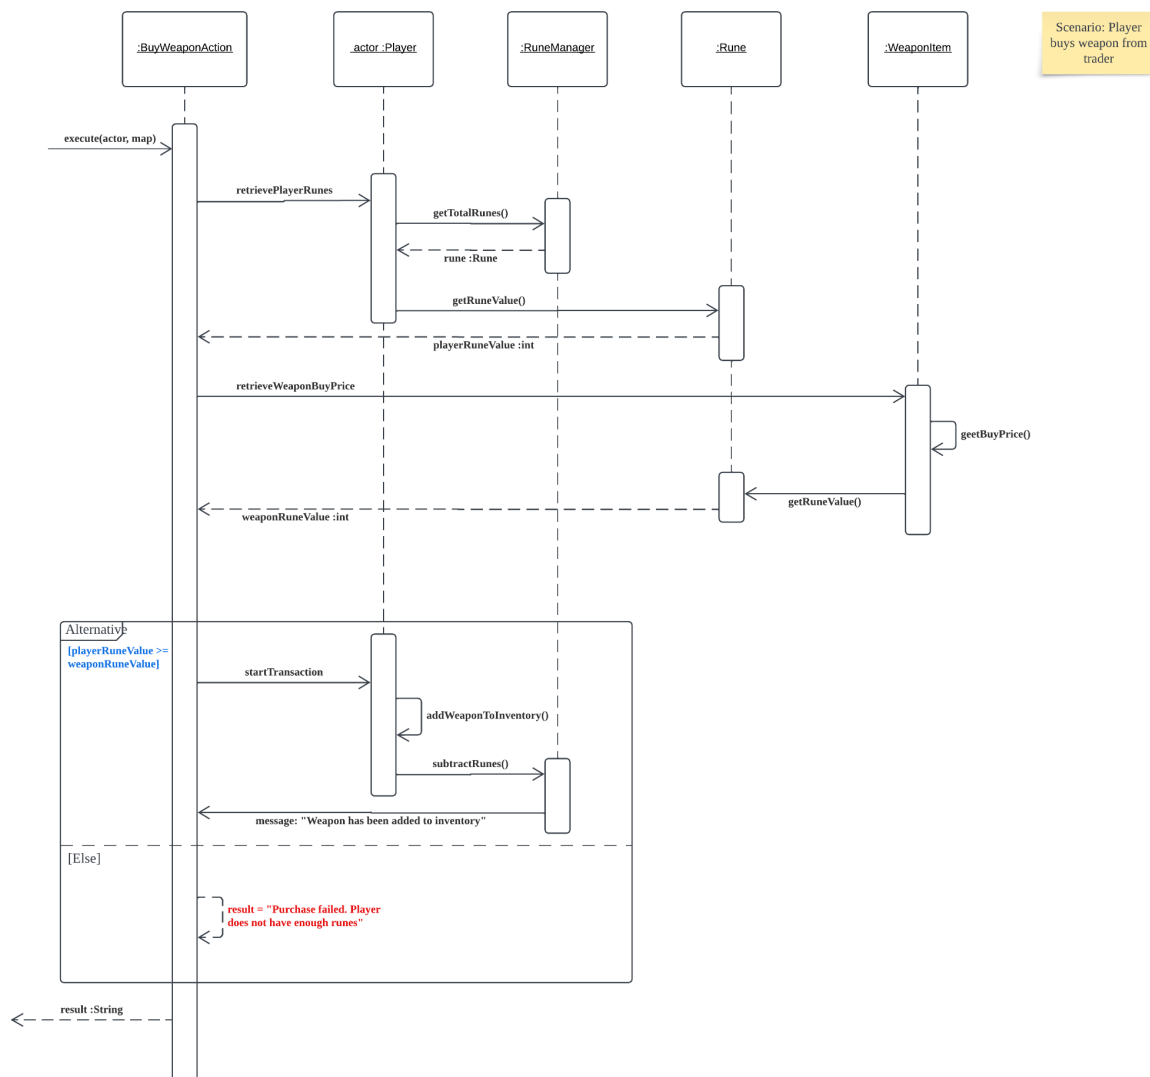 :BuyWeaponAction
actor :Player
:RuneManager
:Rune
:WeaponItem
Scenario: Player
buys weapon from
trader
execute(actor, map)
retrievePlayerRunes
getTotalRunes()
rune :Rune
getRuneValue()
playerRuneValue :int
retrieveWeaponBuyPrice
geetBuyPrice()
getRuneValue()
weaponRuneValue :int
Alternative
[playerRuneValue >=
weaponRuneValue]
startTransaction
addWeaponToInventory()
subtractRunes()
message: "Weapon has been added to inventory"
[Else]
result = "Purchase failed. Player
does not have enough runes"
result :String